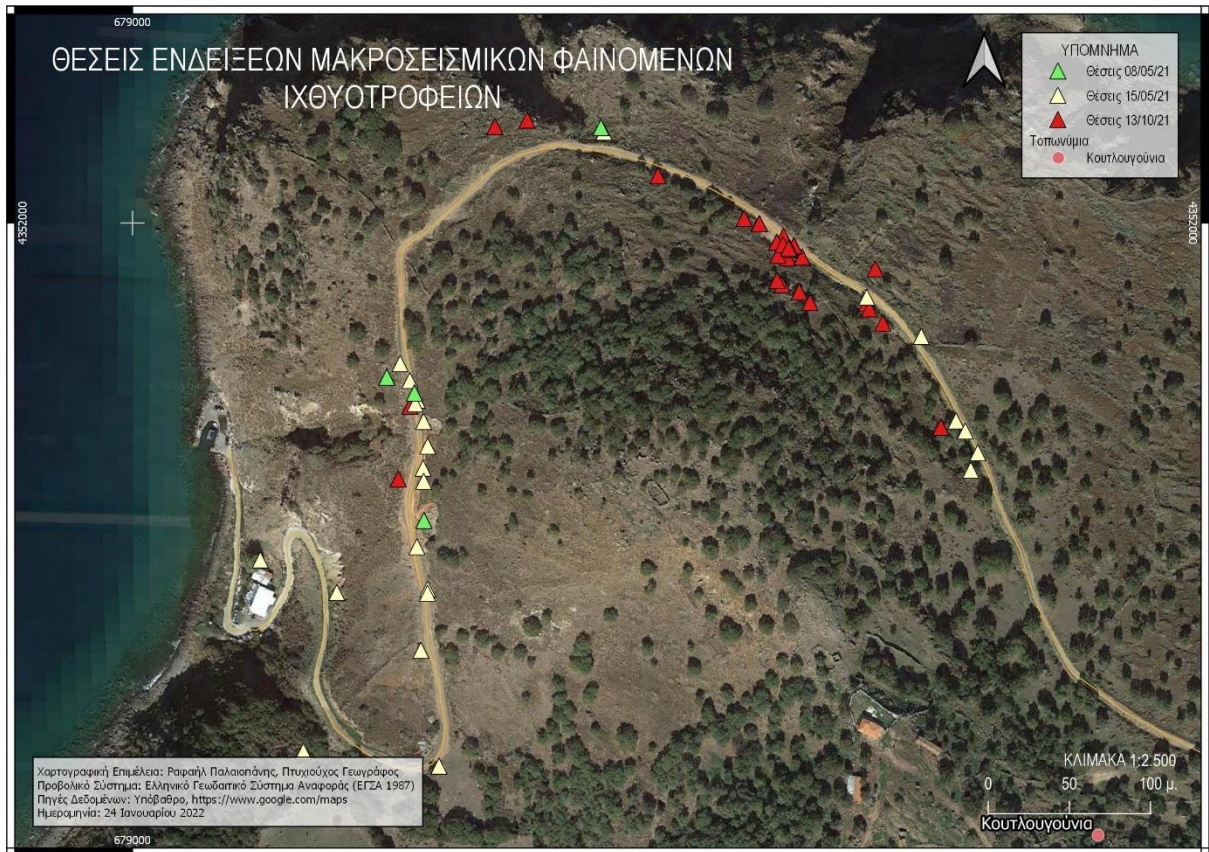 679000
ΘΕΣΕΙΣ ΕΝΔΕΙΞΕΩΝ ΜΑΚΡΟΣΕΙΣΜΙΚΩΝ ΦΑΙΝΟΜΕΝΩΝ
ΙΧΘΥΟΤΡΟΦΕΙΩΝ
ΥΠΟΜΝΗΜΑ
Θέσεις 08/05/21
Θέσεις 15/05/21
Θέσεις 13/10/21
Τοπωνύμια
Κουτλουγούνια
4352000
4352000
Χαρτογραφική Επιμέλεια: Ραφαήλ Παλαιοπάνης, Πτυχιούχος Γεωγράφος
Προβολικό Σύστημα: Ελληνικό Γεωδαιτικό Σύστημα Αναφοράς (ΕΓΣΑ 1987)
Πηγές Δεδομένων: Υπόβαθρο, https://www.google.com/maps
Ημερομηνία: 24 Ιανουαρίου 2022
ΚΛΙΜΑΚΑ 1:2.500
0 50 100 μ.
Κουτλουγούνια
679000